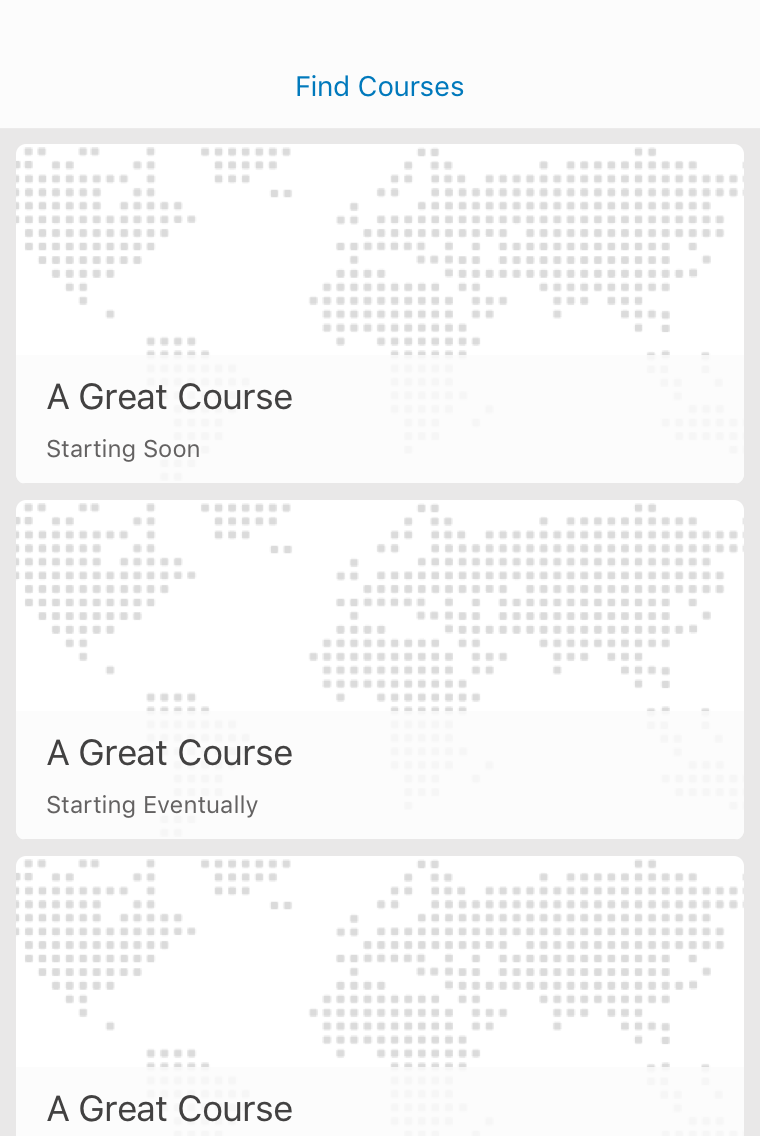 Find Courses
A Great Course
Starting Soon
A Great Course
Starting Eventually
A Great Course